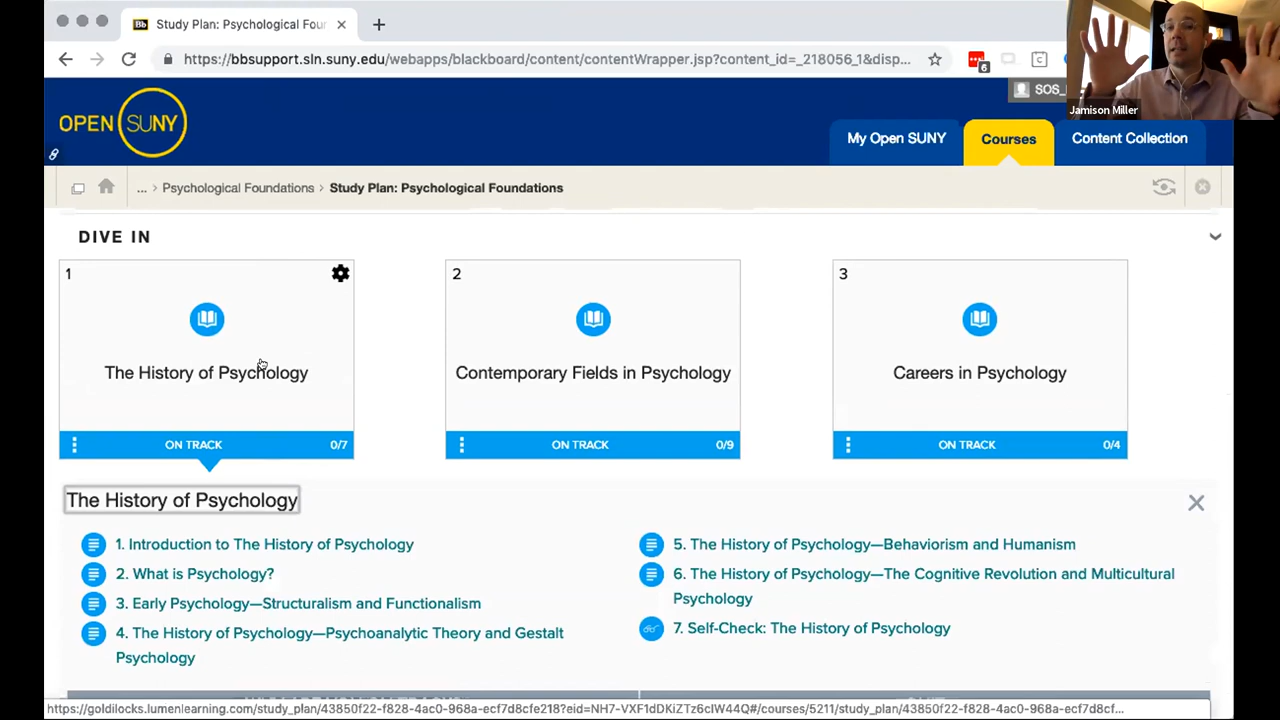 Bb Study Plan: Psychological Four
https://bbsupport.sln.suny.edu/webapps/blackboard/content/contentWrapper.jsp?content_id=_218056_1&disp...
6
C
SOS_
Jamison Miller
OPEN SUNY
My Open SUNY
Courses
Content Collection
... › Psychological Foundations › Study Plan: Psychological Foundations
DIVE IN
1
2
3
The History of Psychology
Contemporary Fields in Psychology
Careers in Psychology
ON TRACK 0/7
ON TRACK 0/9
ON TRACK 0/4
The History of Psychology
1. Introduction to The History of Psychology
2. What is Psychology?
3. Early Psychology—Structuralism and Functionalism
4. The History of Psychology—Psychoanalytic Theory and Gestalt
Psychology
5. The History of Psychology—Behaviorism and Humanism
6. The History of Psychology—The Cognitive Revolution and Multicultural
Psychology
7. Self-Check: The History of Psychology
https://goldilocks.lumenlearning.com/study_plan/43850f22-f828-4ac0-968a-ecf7d8cfe218?eid=NH7-VXF1dDKiZTz6cIW44Q#/courses/5211/study_plan/43850f22-f828-4ac0-968a-ecf7d8cf...